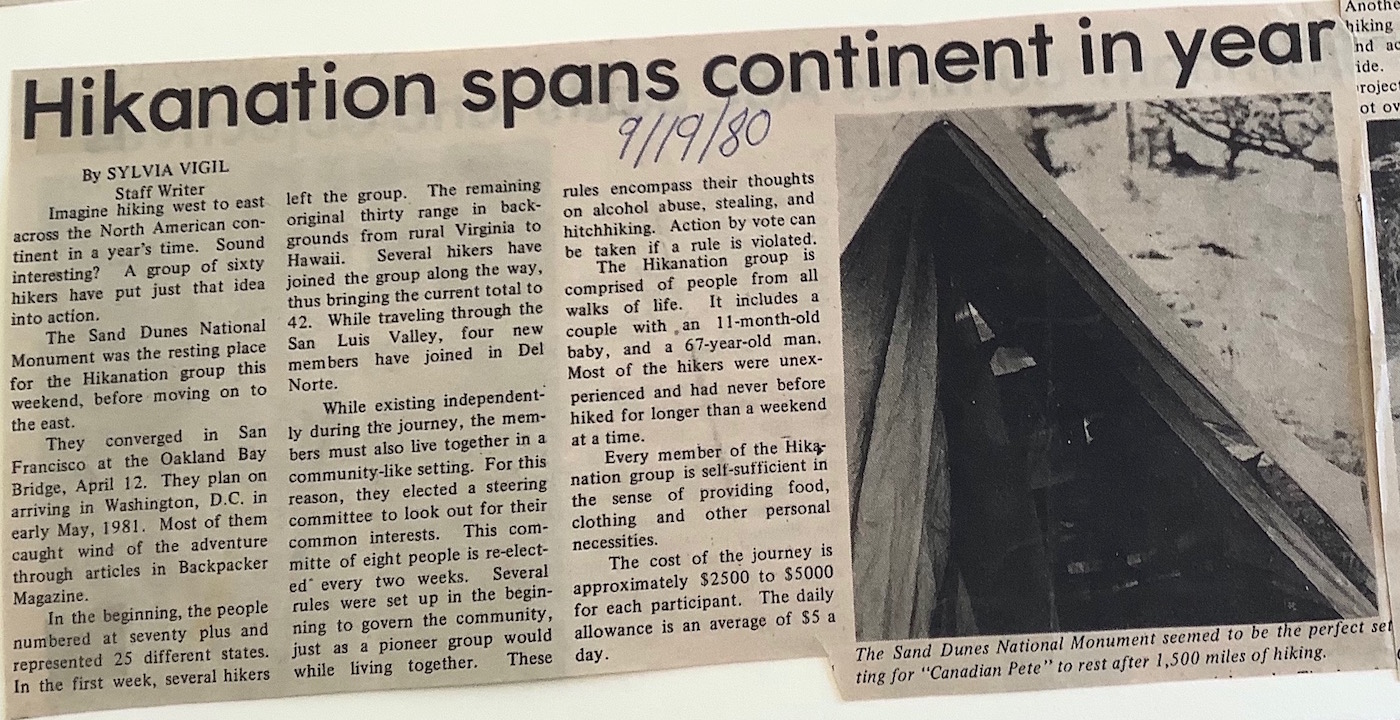 Hikanation spans continent in year
9/19/80
By SYLVIA VIGIL
Staff Writer
Imagine hiking west to east
across the North American con-
tinent in a year's time. Sound
interesting? A group of sixty
hikers have put just that idea
into action.
The Sand Dunes National
Monument was the resting place
for the Hikanation group this
weekend, before moving on to
the east.
They converged in San
Francisco at the Oakland Bay
Bridge, April 12. They plan on
arriving in Washington, D.C. in
early May, 1981. Most of them
caught wind of the adventure
through articles in Backpacker
Magazine.
In the beginning, the people
numbered at seventy plus and
represented 25 different states.
In the first week, several hikers
left the group. The remaining
original thirty range in back-
grounds from rural Virginia to
Hawaii. Several hikers have
joined the group along the way,
thus bringing the current total to
42. While traveling through the
San Luis Valley, four new
members have joined in Del
Norte.
While existing independent-
ly during the journey, the mem-
bers must also live together in a
community-like setting. For this
reason, they elected a steering
committee to look out for their
common interests. This com-
mitte of eight people is re-elect-
ed every two weeks. Several
rules were set up in the begin-
ning to govern the community,
just as a pioneer group would
while living together. These
rules encompass their thoughts
on alcohol abuse, stealing, and
hitchhiking. Action by vote can
be taken if a rule is violated.
The Hikanation group is
comprised of people from all
walks of life. It includes a
couple with an 11-month-old
baby, and a 67-year-old man.
Most of the hikers were unex-
perienced and had never before
hiked for longer than a weekend
at a time.
Every member of the Hika-
nation group is self-sufficient in
the sense of providing food,
clothing and other personal
necessities.
The cost of the journey is
approximately $2500 to $5000
for each participant. The daily
allowance is an average of $5 a
day.
The Sand Dunes National Monument seemed to be the perfect set
ting for "Canadian Pete" to rest after 1,500 miles of hiking.
Anothe
hiking
nd ac
ide.
roject
ot ov